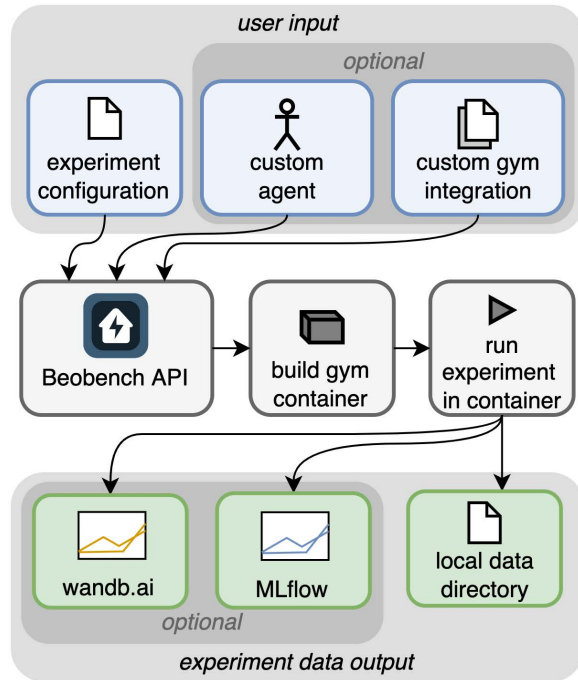 user input
optional
experiment
configuration
custom
agent
custom gym
integration
Beobench API
build gym
container
run
experiment
in container
wandb.ai
MLflow
local data
directory
optional
experiment data output